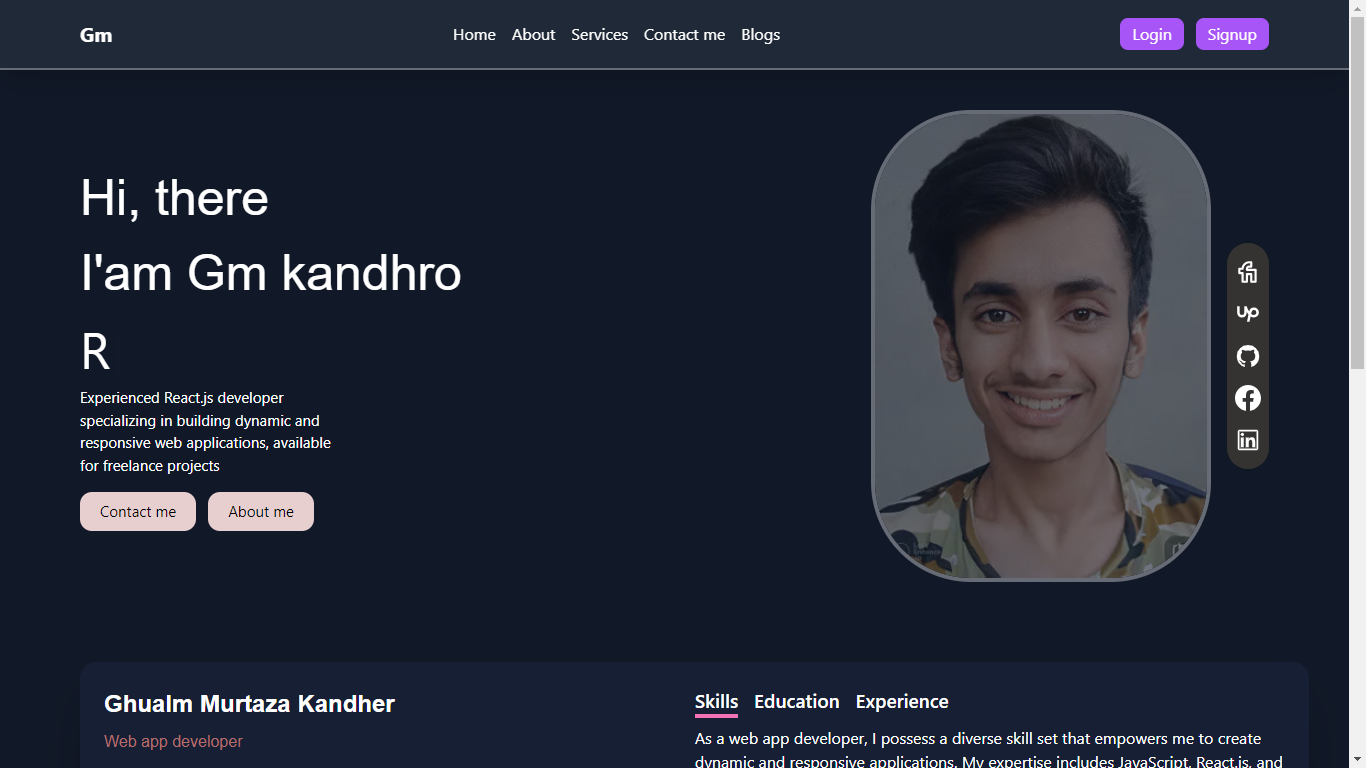 Gm
Home About Services Contact me Blogs
Login Signup
Hi, there
I'am Gm kandhro
R
Experienced React.js developer
specializing in building dynamic and
responsive web applications, available
for freelance projects
Contact me About me
up
in
Ghualm Murtaza Kandher
Web app developer
Skills Education Experience
As a web app developer, I possess a diverse skill set that empowers me to create
dynamic and responsive applications. My expertise includes JavaScript, React.js, and